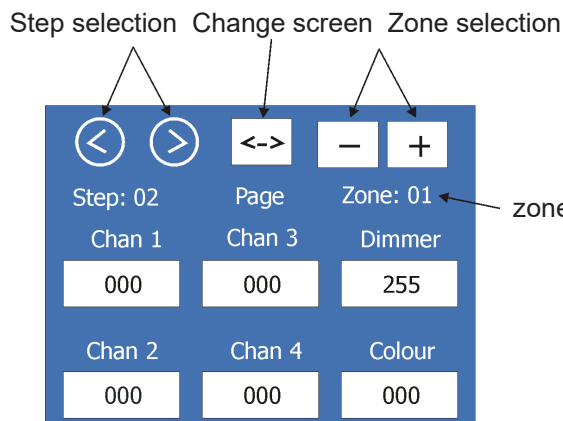 Step selection Change screen Zone selection
< > <-> − +
Step: 02 Page Zone: 01
zone
Chan 1 Chan 3 Dimmer
000 000 255
Chan 2 Chan 4 Colour
000 000 000